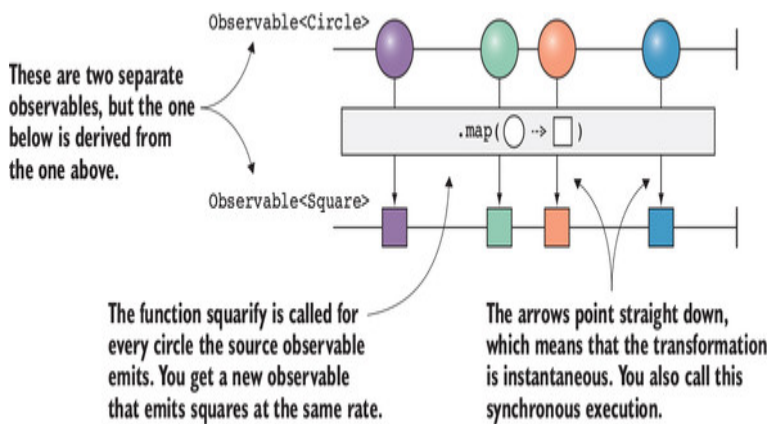 Observable<Circle>
These are two separate
observables, but the one
below is derived from
the one above.
.map( ⇢ )
Observable<Square>
The function squarify is called for
every circle the source observable
emits. You get a new observable
that emits squares at the same rate.
The arrows point straight down,
which means that the transformation
is instantaneous. You also call this
synchronous execution.